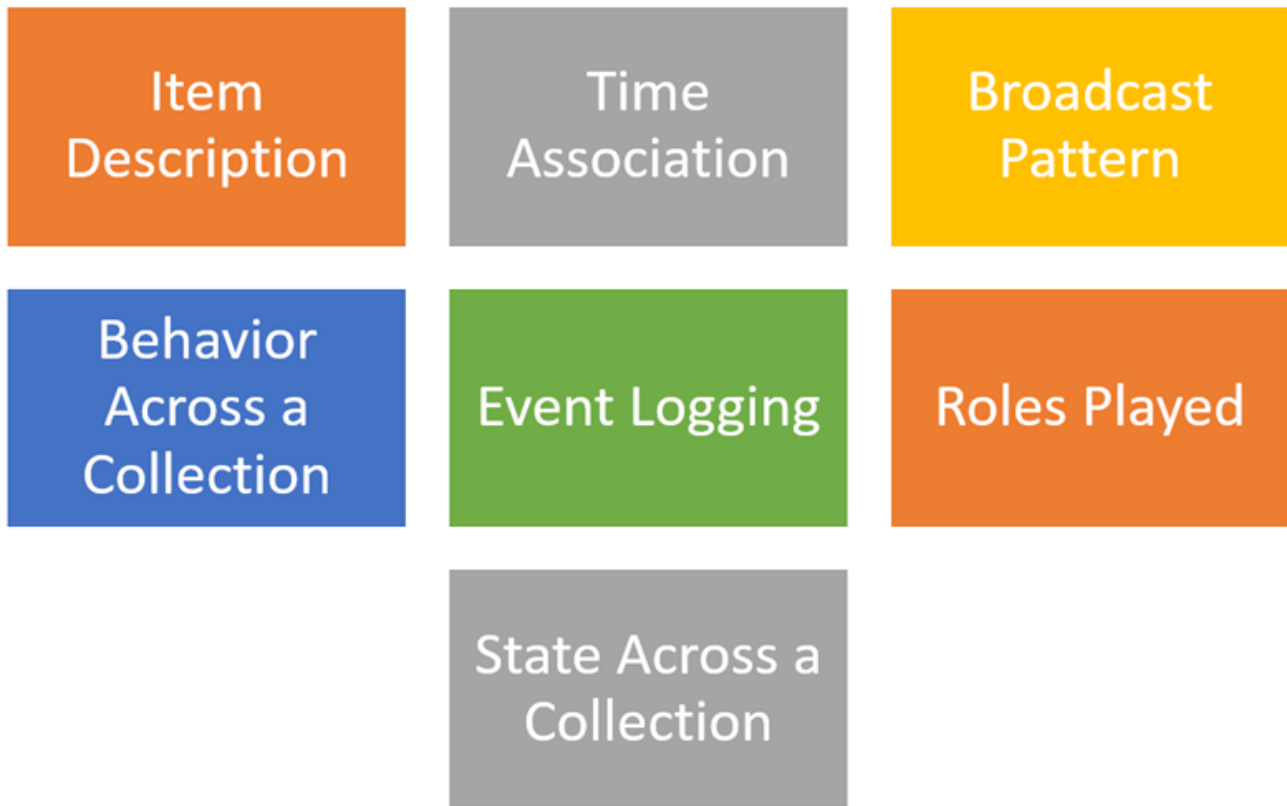 Item
Description
Time
Association
Broadcast
Pattern
Behavior
Across a
Collection
Event Logging
Roles Played
State Across a
Collection